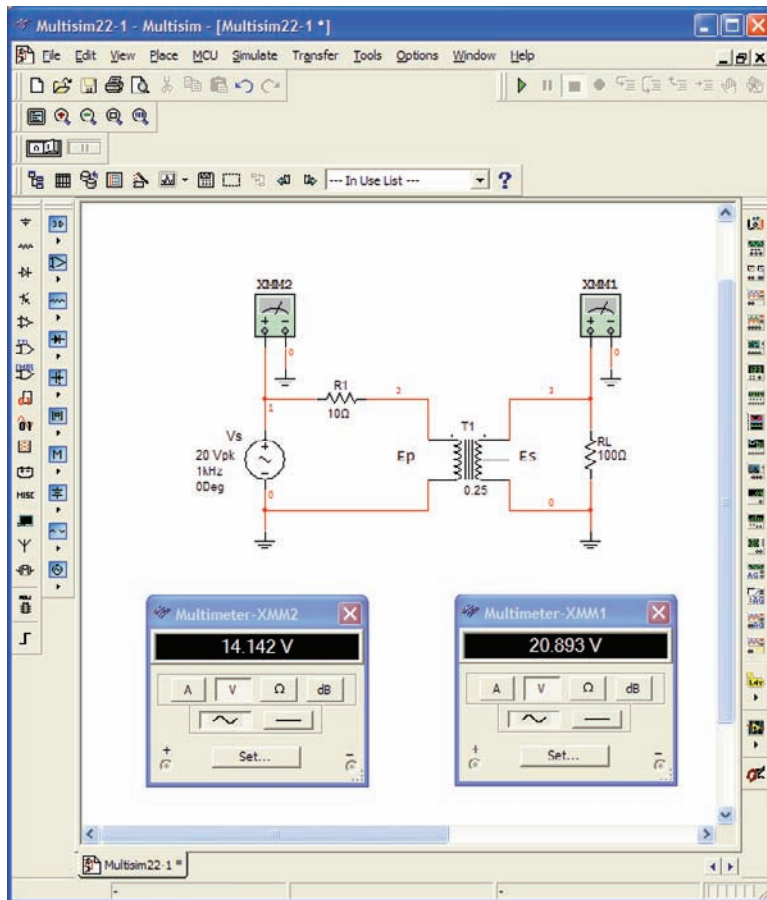 Multisim22-1 - Multisim - [Multisim22-1 *]
File Edit View Place MCU Simulate Transfer Tools Options Window Help
--- In Use List ---
XMM2
XMM1
R1
10Ω
Vs
20 Vpk
1kHz
0Deg
1
0
0
2
Ep
T1
0.25
Es
3
0
0
RL
100Ω
Multimeter-XMM2
14.142 V
A V Ω dB
Set...
+ -
Multimeter-XMM1
20.893 V
A V Ω dB
Set...
+ -
MISC
M
Multisim22-1 *
- -